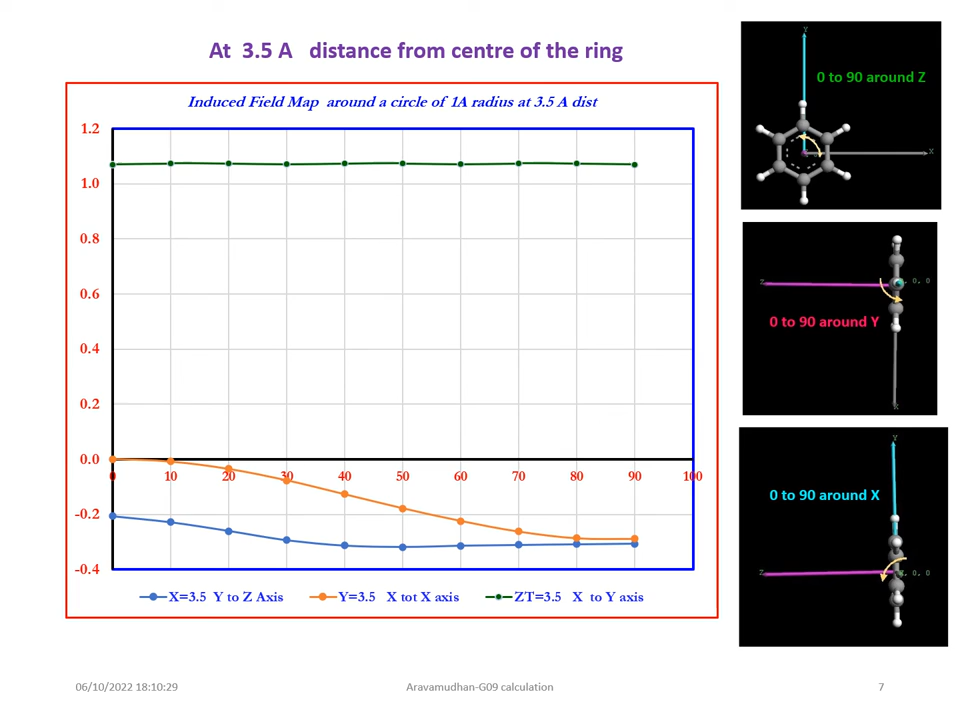 At 3.5 A distance from centre of the ring
Induced Field Map around a circle of 1A radius at 3.5 A dist
1.2
1.0
0.8
0.6
0.4
0.2
0.0
-0.2
-0.4
0 10 20 30 40 50 60 70 80 90 100
X=3.5 Y to Z Axis
Y=3.5 X tot X axis
ZT=3.5 X to Y axis
Y
0 to 90 around Z
X
Z
0, 0
0 to 90 around Y
X
Y
0 to 90 around X
Z
0, 0
06/10/2022 18:10:29
Aravamudhan-G09 calculation
7